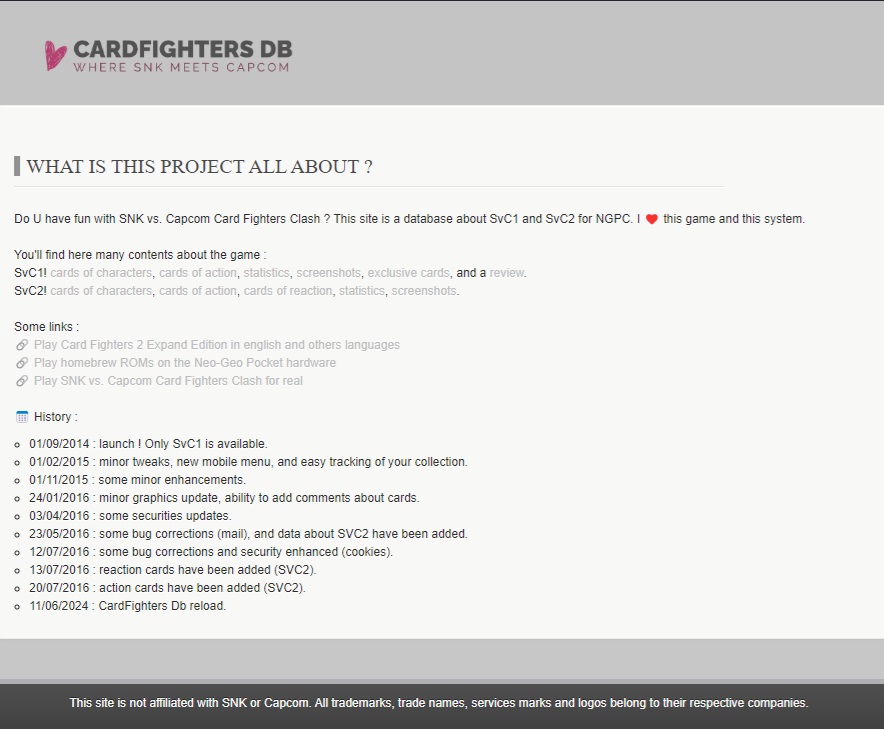 CARDFIGHTERS DB
WHERE SNK MEETS CAPCOM
WHAT IS THIS PROJECT ALL ABOUT ?
Do U have fun with SNK vs. Capcom Card Fighters Clash ? This site is a database about SvC1 and SvC2 for NGPC. I ❤ this game and this system.
You'll find here many contents about the game :
SvC1! cards of characters, cards of action, statistics, screenshots, exclusive cards, and a review.
SvC2! cards of characters, cards of action, cards of reaction, statistics, screenshots.
Some links :
Play Card Fighters 2 Expand Edition in english and others languages
Play homebrew ROMs on the Neo-Geo Pocket hardware
Play SNK vs. Capcom Card Fighters Clash for real
History :
01/09/2014 : launch ! Only SvC1 is available.
01/02/2015 : minor tweaks, new mobile menu, and easy tracking of your collection.
01/11/2015 : some minor enhancements.
24/01/2016 : minor graphics update, ability to add comments about cards.
03/04/2016 : some securities updates.
23/05/2016 : some bug corrections (mail), and data about SVC2 have been added.
12/07/2016 : some bug corrections and security enhanced (cookies).
13/07/2016 : reaction cards have been added (SVC2).
20/07/2016 : action cards have been added (SVC2).
11/06/2024 : CardFighters Db reload.
This site is not affiliated with SNK or Capcom. All trademarks, trade names, services marks and logos belong to their respective companies.